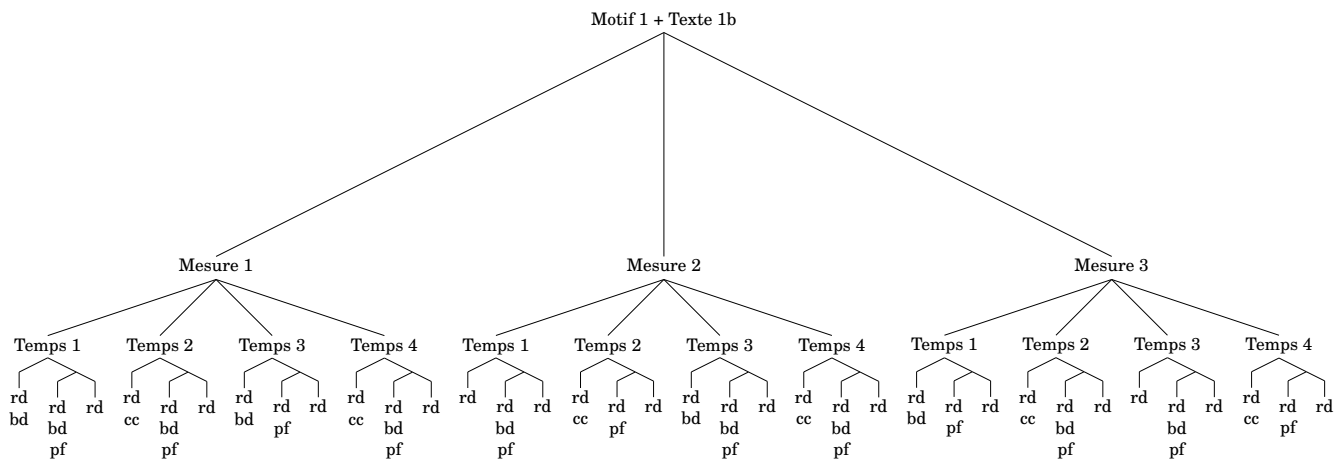 Motif 1 + Texte 1b
Mesure 1 Mesure 2 Mesure 3
Temps 1 Temps 2 Temps 3 Temps 4 Temps 1 Temps 2 Temps 3 Temps 4 Temps 1 Temps 2 Temps 3 Temps 4
rd rd rd rd rd rd rd rd rd rd rd rd rd rd rd rd rd rd rd rd rd rd rd rd rd rd rd rd rd rd rd rd rd rd rd rd
bd bd cc bd bd pf cc bd bd cc pf bd bd cc bd bd pf cc bd bd cc pf
pf pf pf pf pf pf pf pf